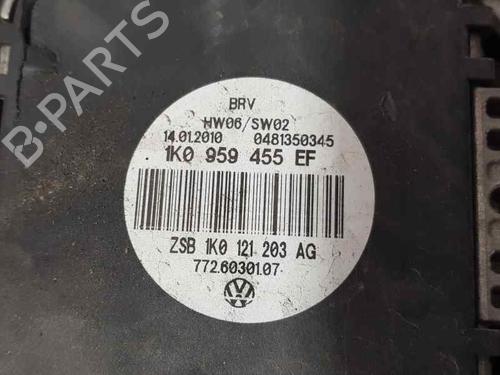 BRV
HW06/SW02
14.01.2010 0481350345
1K0 959 455 EF
ZSB 1K0 121 203 AG
772.60301.07